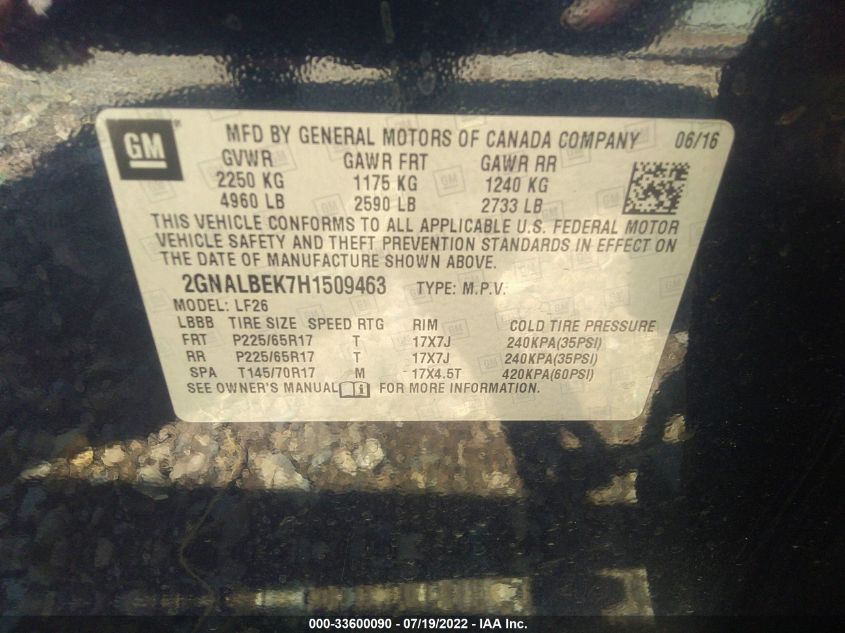 GM MFD BY GENERAL MOTORS OF CANADA COMPANY 06/16
GVWR GAWR FRT GAWR RR
2250 KG 1175 KG 1240 KG
4960 LB 2590 LB 2733 LB
THIS VEHICLE CONFORMS TO ALL APPLICABLE U.S. FEDERAL MOTOR
VEHICLE SAFETY AND THEFT PREVENTION STANDARDS IN EFFECT ON
THE DATE OF MANUFACTURE SHOWN ABOVE.
2GNALBEK7H1509463 TYPE: M.P.V.
MODEL: LF26
LBBB TIRE SIZE SPEED RTG RIM COLD TIRE PRESSURE
FRT P225/65R17 T 17X7J 240KPA(35PSI)
RR P225/65R17 T 17X7J 240KPA(35PSI)
SPA T145/70R17 M 17X4.5T 420KPA(60PSI)
SEE OWNER'S MANUAL FOR MORE INFORMATION.
000-33600090 - 07/19/2022 - IAA Inc.